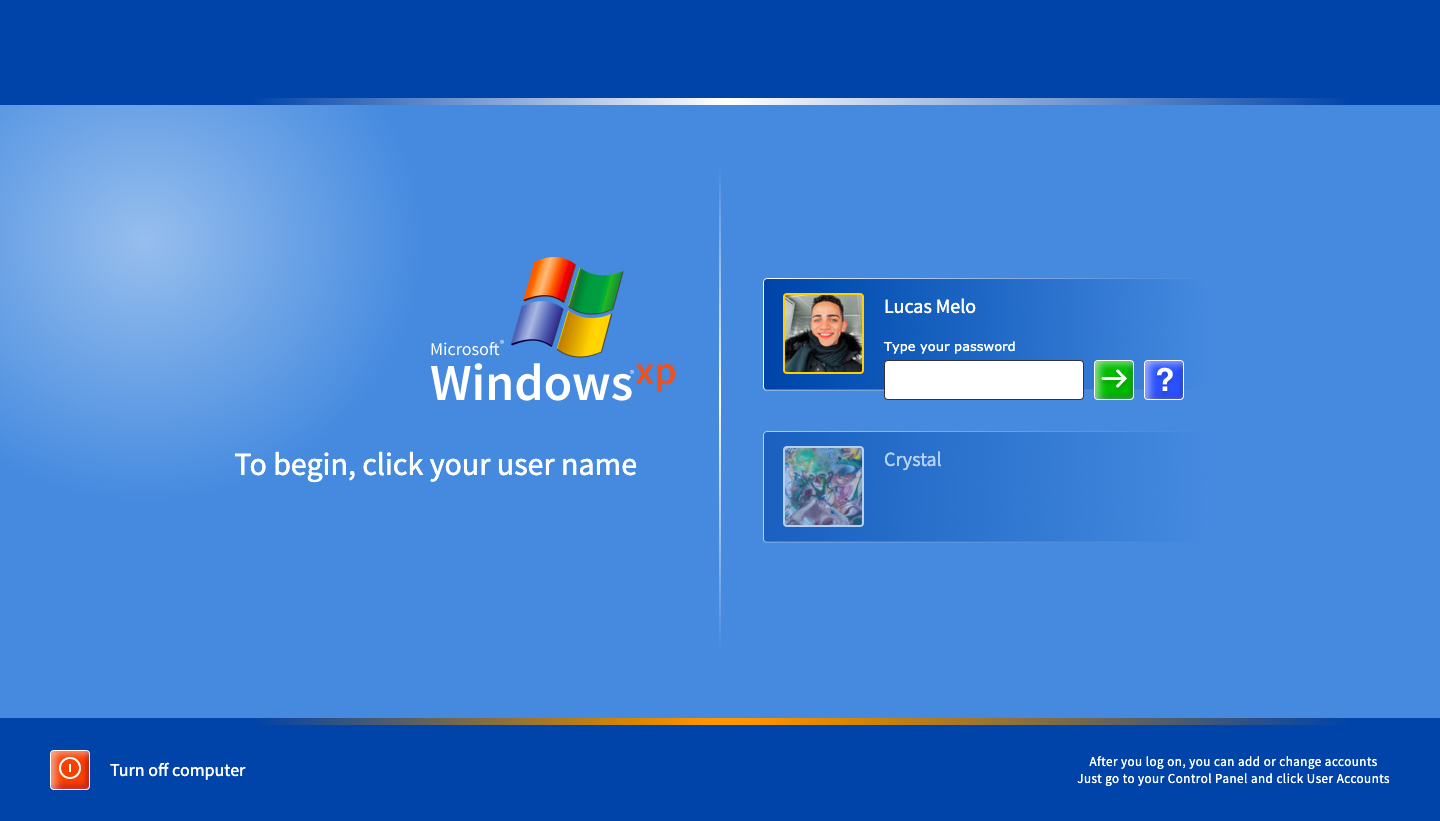 Microsoft®
Windows® xp
To begin, click your user name
Lucas Melo
Type your password
?
Crystal
Turn off computer
After you log on, you can add or change accounts
Just go to your Control Panel and click User Accounts